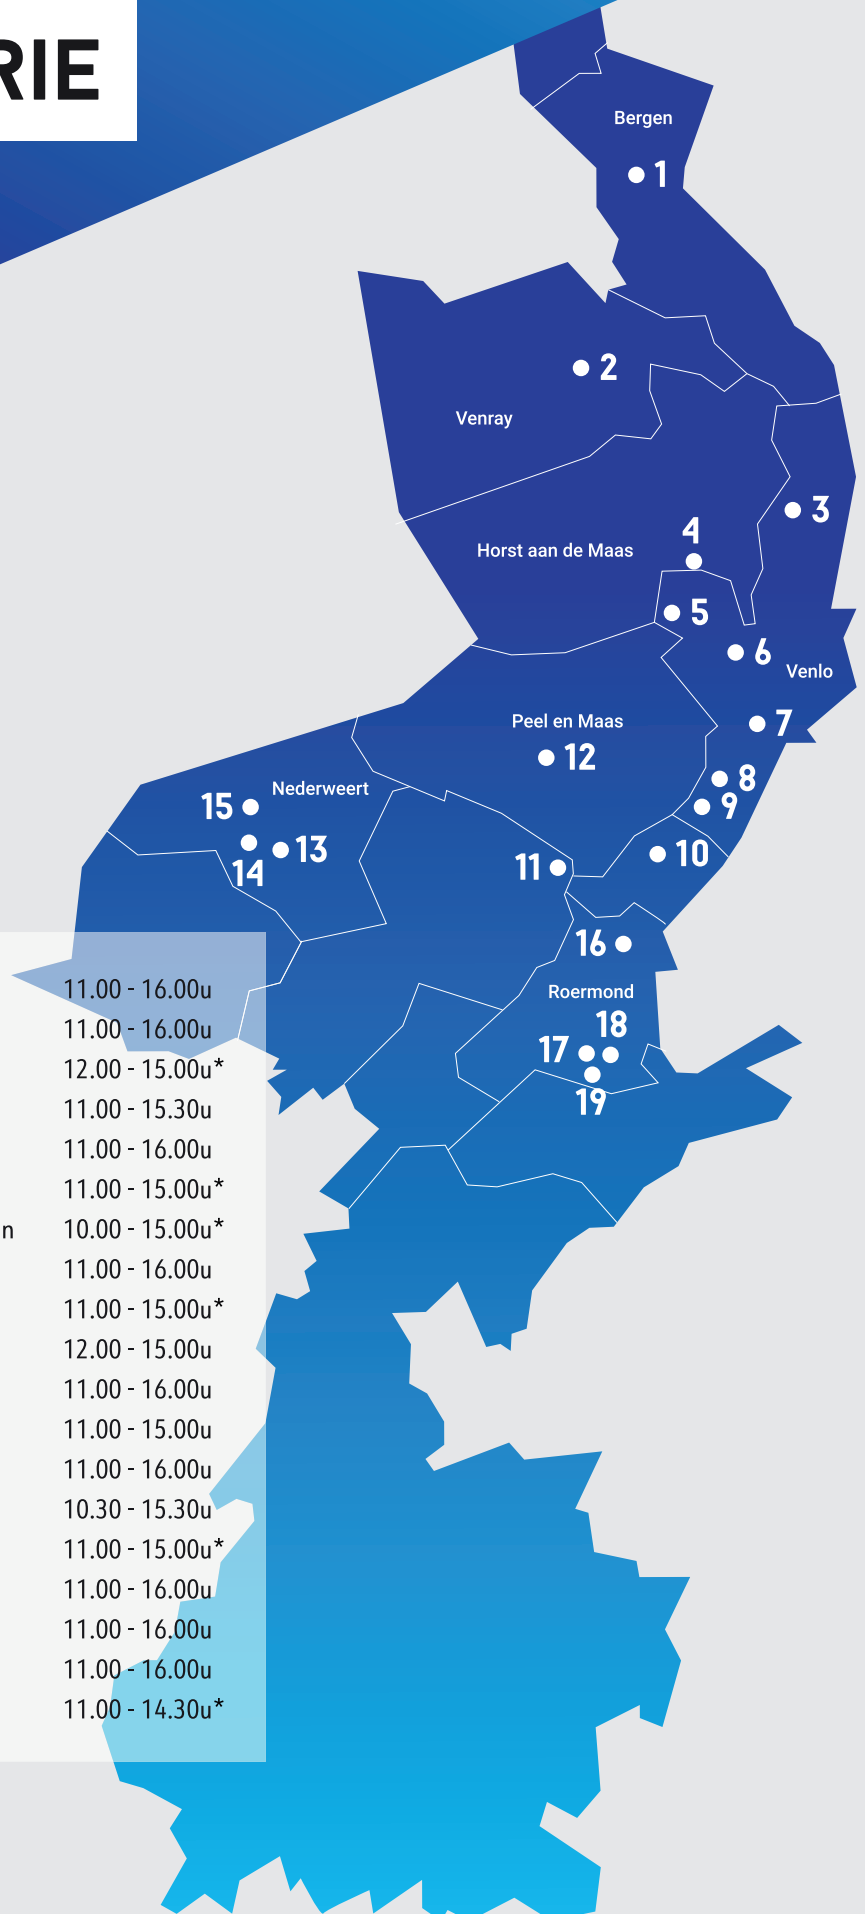 RIE
Bergen
1
2
Venray
3
4
Horst aan de Maas
5
6
Venlo
7
Peel en Maas
12
8
Nederweert
15
9
13
10
14
11
16
Roermond
18
17
19
11.00 - 16.00u
11.00 - 16.00u
12.00 - 15.00u*
11.00 - 15.30u
11.00 - 16.00u
11.00 - 15.00u*
n 10.00 - 15.00u*
11.00 - 16.00u
11.00 - 15.00u*
12.00 - 15.00u
11.00 - 16.00u
11.00 - 15.00u
11.00 - 16.00u
10.30 - 15.30u
11.00 - 15.00u*
11.00 - 16.00u
11.00 - 16.00u
11.00 - 16.00u
11.00 - 14.30u*